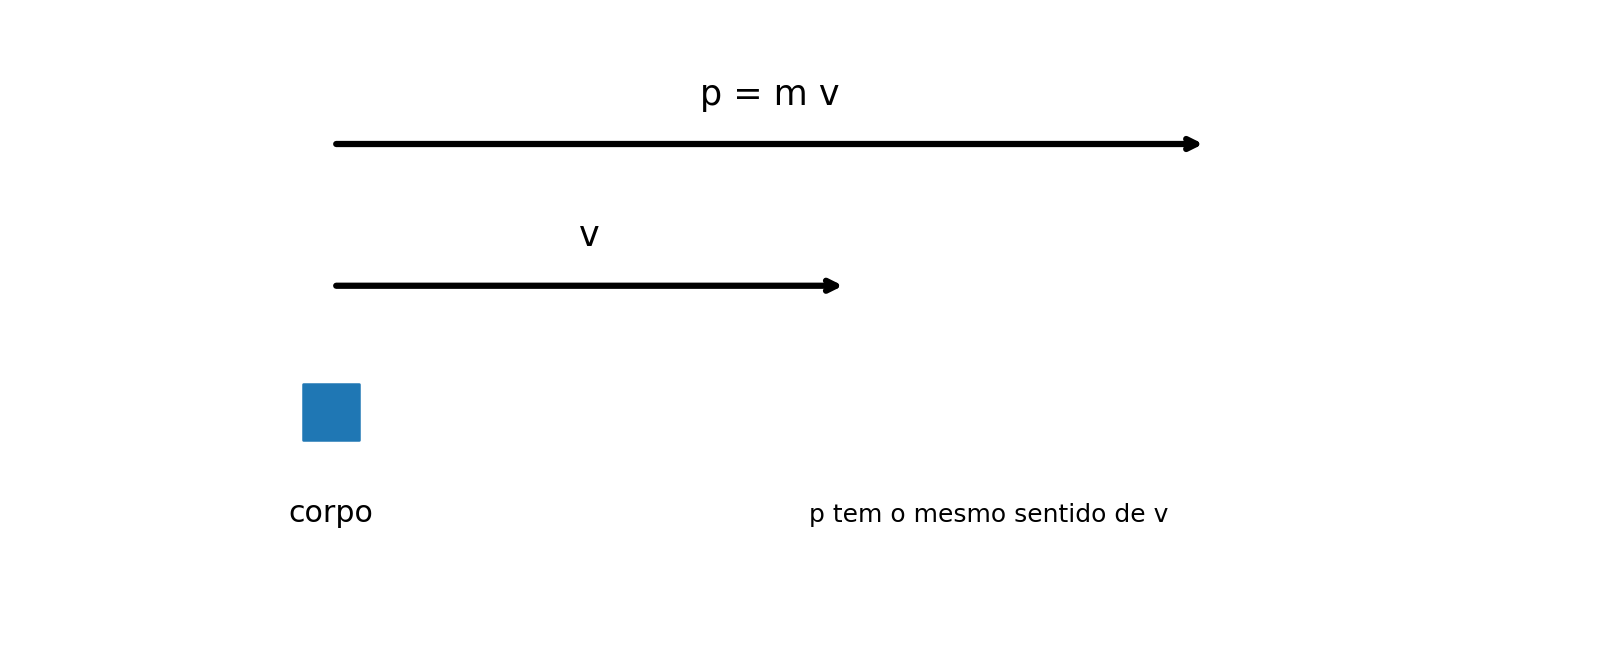 p = m v
v
corpo
p tem o mesmo sentido de v